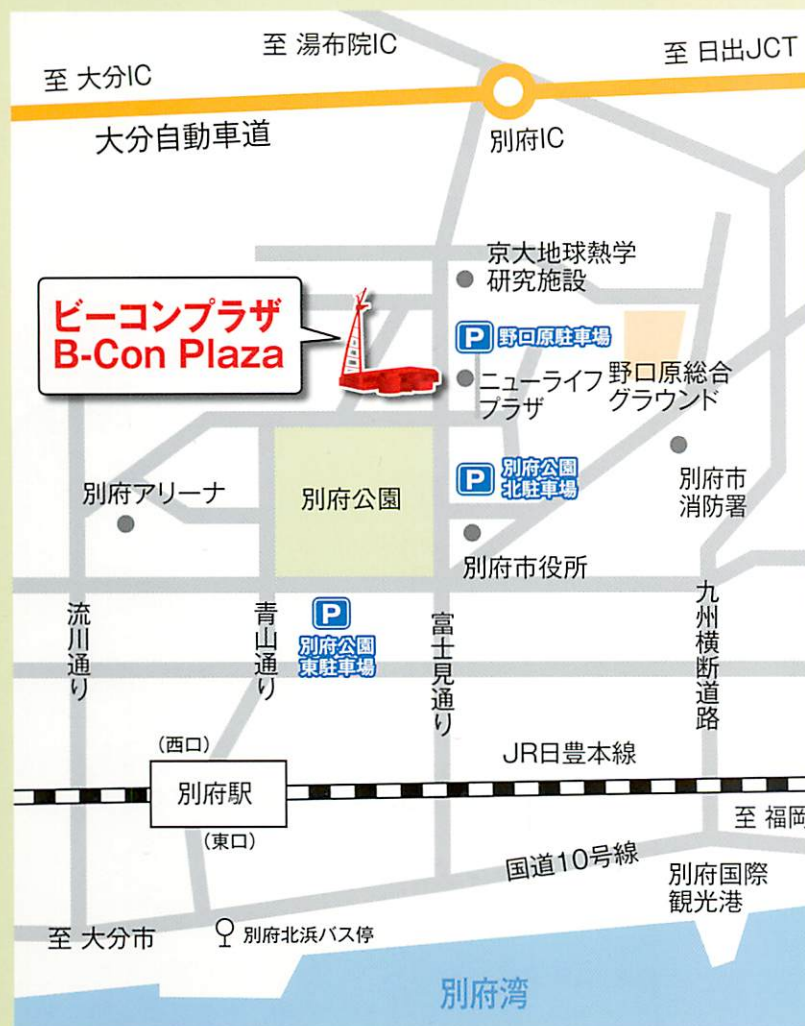 至 湯布院IC
至 日出JCT
至 大分IC
大分自動車道
別府IC
京大地球熱学
研究施設
ビーコンプラザ
B-Con Plaza
P 野口原駐車場
ニューライフ
プラザ
野口原総合
グラウンド
P 別府公園
北駐車場
別府市
消防署
別府アリーナ
別府公園
別府市役所
流川通り
青山通り
P
別府公園
東駐車場
富士見通り
九州横断道路
(西口)
JR日豊本線
別府駅
(東口)
至 福岡
国道10号線
別府国際
観光港
至 大分市
別府北浜バス停
別府湾